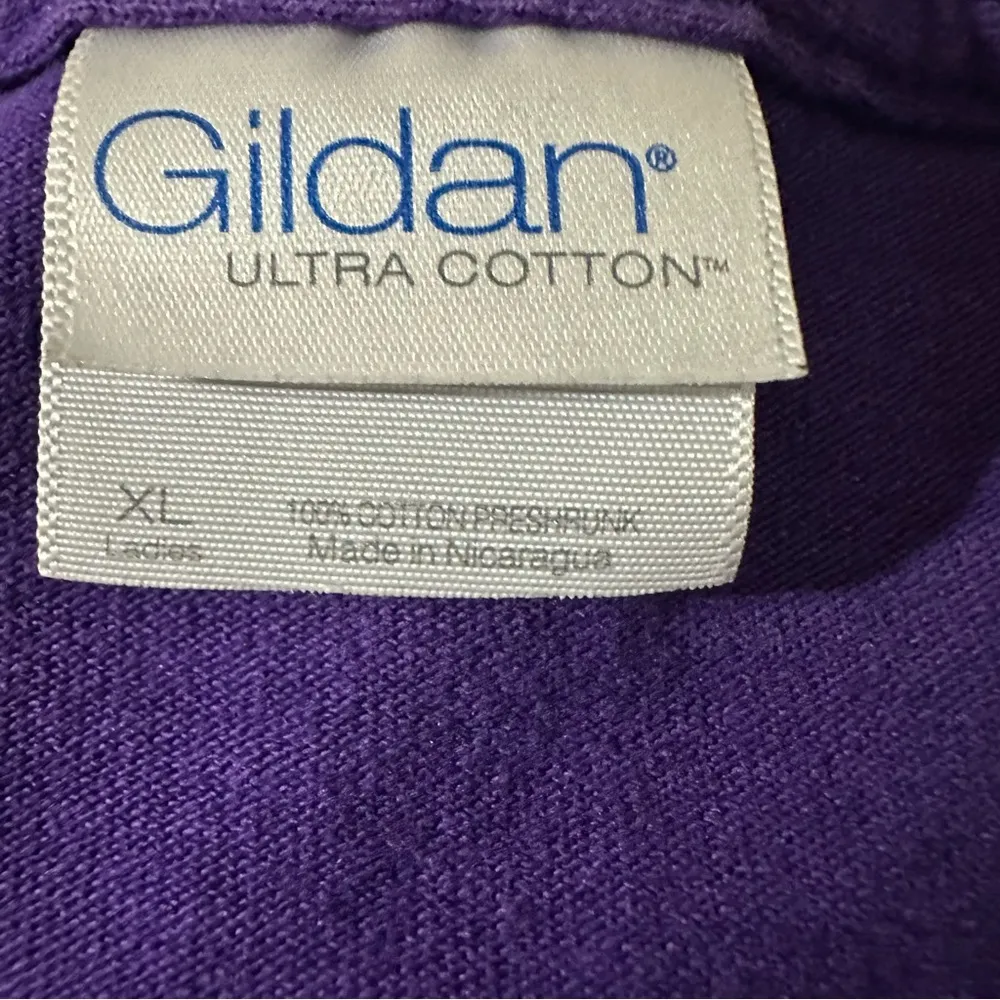 Gildan®
ULTRA COTTON™
XL 100% COTTON PRESHRUNK
Ladies Made in Nicaragua